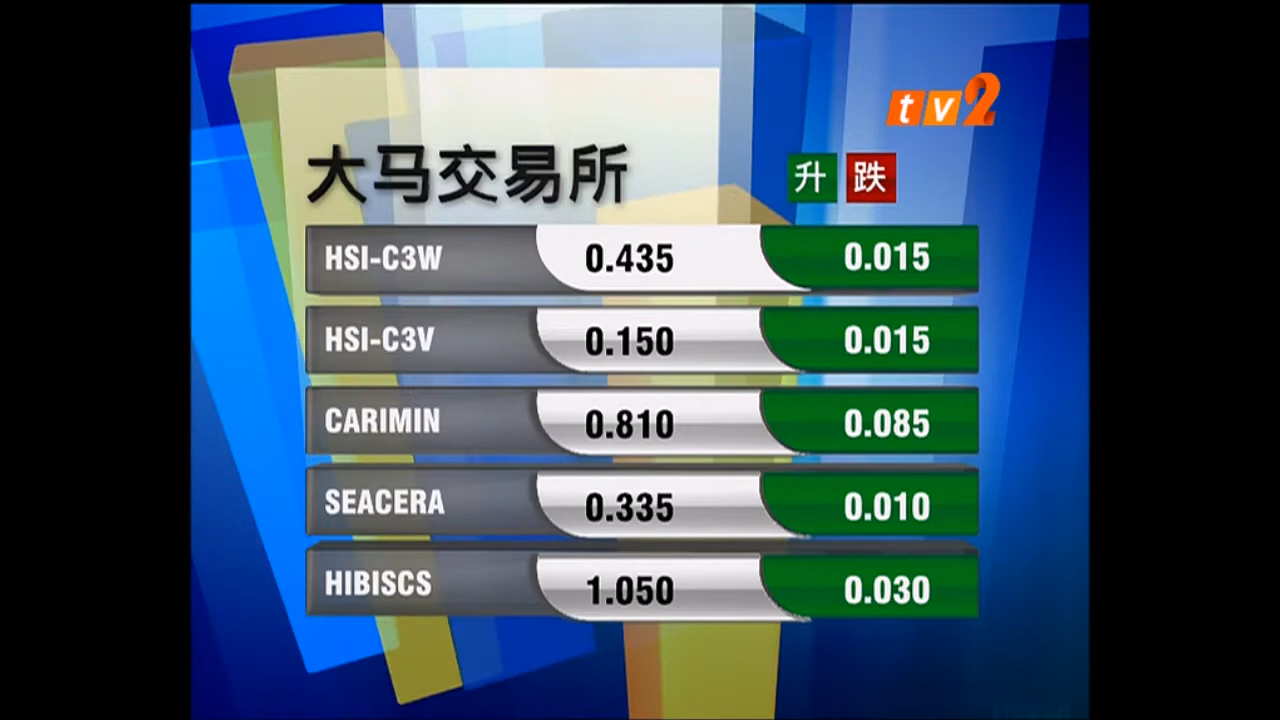 tv2
大马交易所 升 跌
HSI-C3W 0.435 0.015
HSI-C3V 0.150 0.015
CARIMIN 0.810 0.085
SEACERA 0.335 0.010
HIBISCS 1.050 0.030